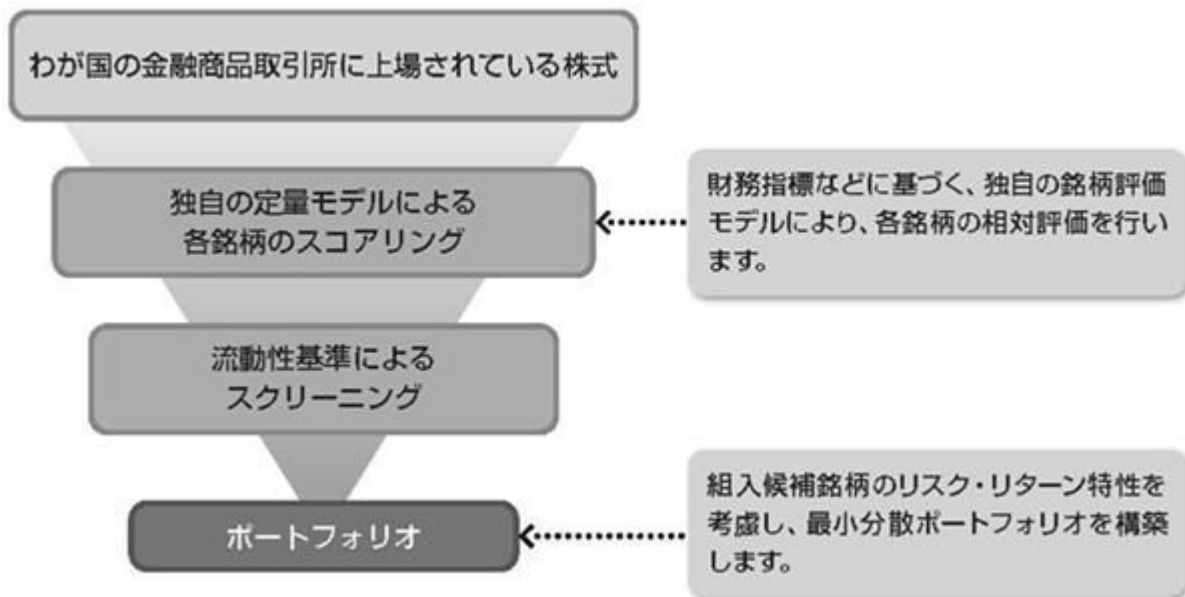 わが国の金融商品取引所に上場されている株式
独自の定量モデルによる
各銘柄のスコアリング
財務指標などに基づく、独自の銘柄評価
モデルにより、各銘柄の相対評価を行い
ます。
流動性基準による
スクリーニング
ポートフォリオ
組入候補銘柄のリスク・リターン特性を
考慮し、最小分散ポートフォリオを構築
します。